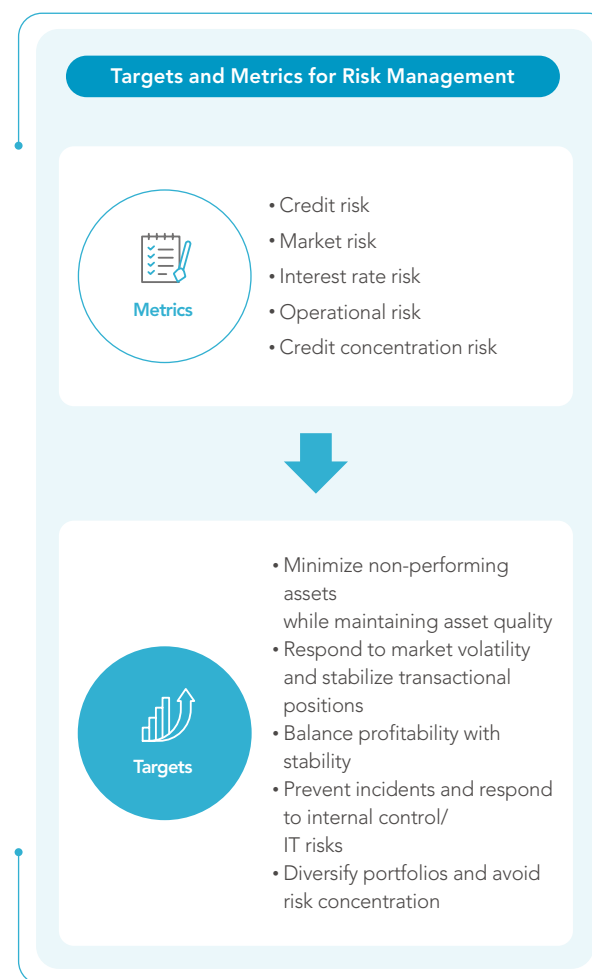 Targets and Metrics for Risk Management
Metrics
• Credit risk
• Market risk
• Interest rate risk
• Operational risk
• Credit concentration risk
Targets
• Minimize non-performing
assets
while maintaining asset quality
• Respond to market volatility
and stabilize transactional
positions
• Balance profitability with
stability
• Prevent incidents and respond
to internal control/
IT risks
• Diversify portfolios and avoid
risk concentration